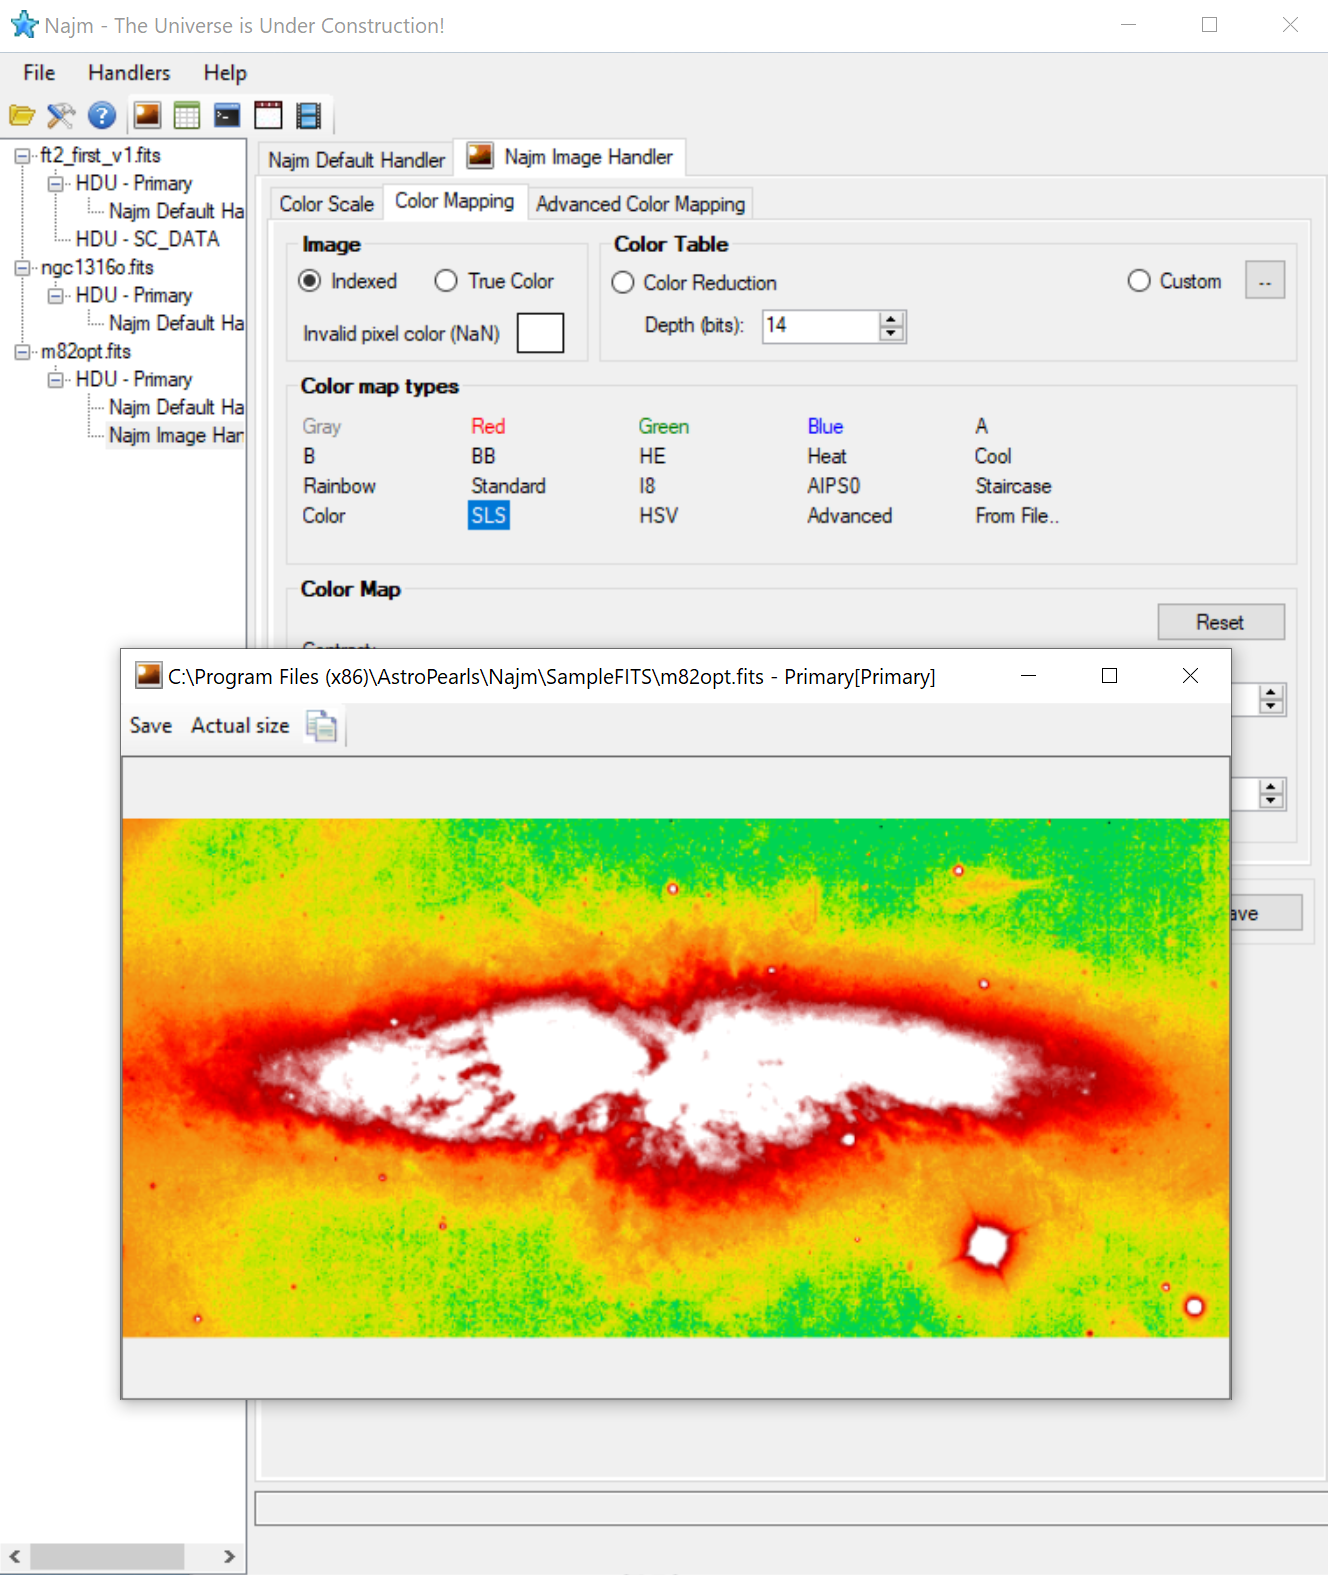 Najm - The Universe is Under Construction!
File Handlers Help
ft2_first_v1.fits
HDU - Primary
Najm Default Ha
HDU - SC_DATA
ngc1316o.fits
HDU - Primary
Najm Default Ha
m82opt.fits
HDU - Primary
Najm Default Ha
Najm Image Har
Najm Default Handler Najm Image Handler
Color Scale Color Mapping Advanced Color Mapping
Image
Indexed True Color
Invalid pixel color (NaN)
Color Table
Color Reduction Custom --
Depth (bits): 14
Color map types
Gray Red Green Blue A
B BB HE Heat Cool
Rainbow Standard I8 AIPS0 Staircase
Color SLS HSV Advanced From File..
Color Map
Reset
C:\Program Files (x86)\AstroPearls\Najm\SampleFITS\m82opt.fits - Primary[Primary]
Save Actual size
ave